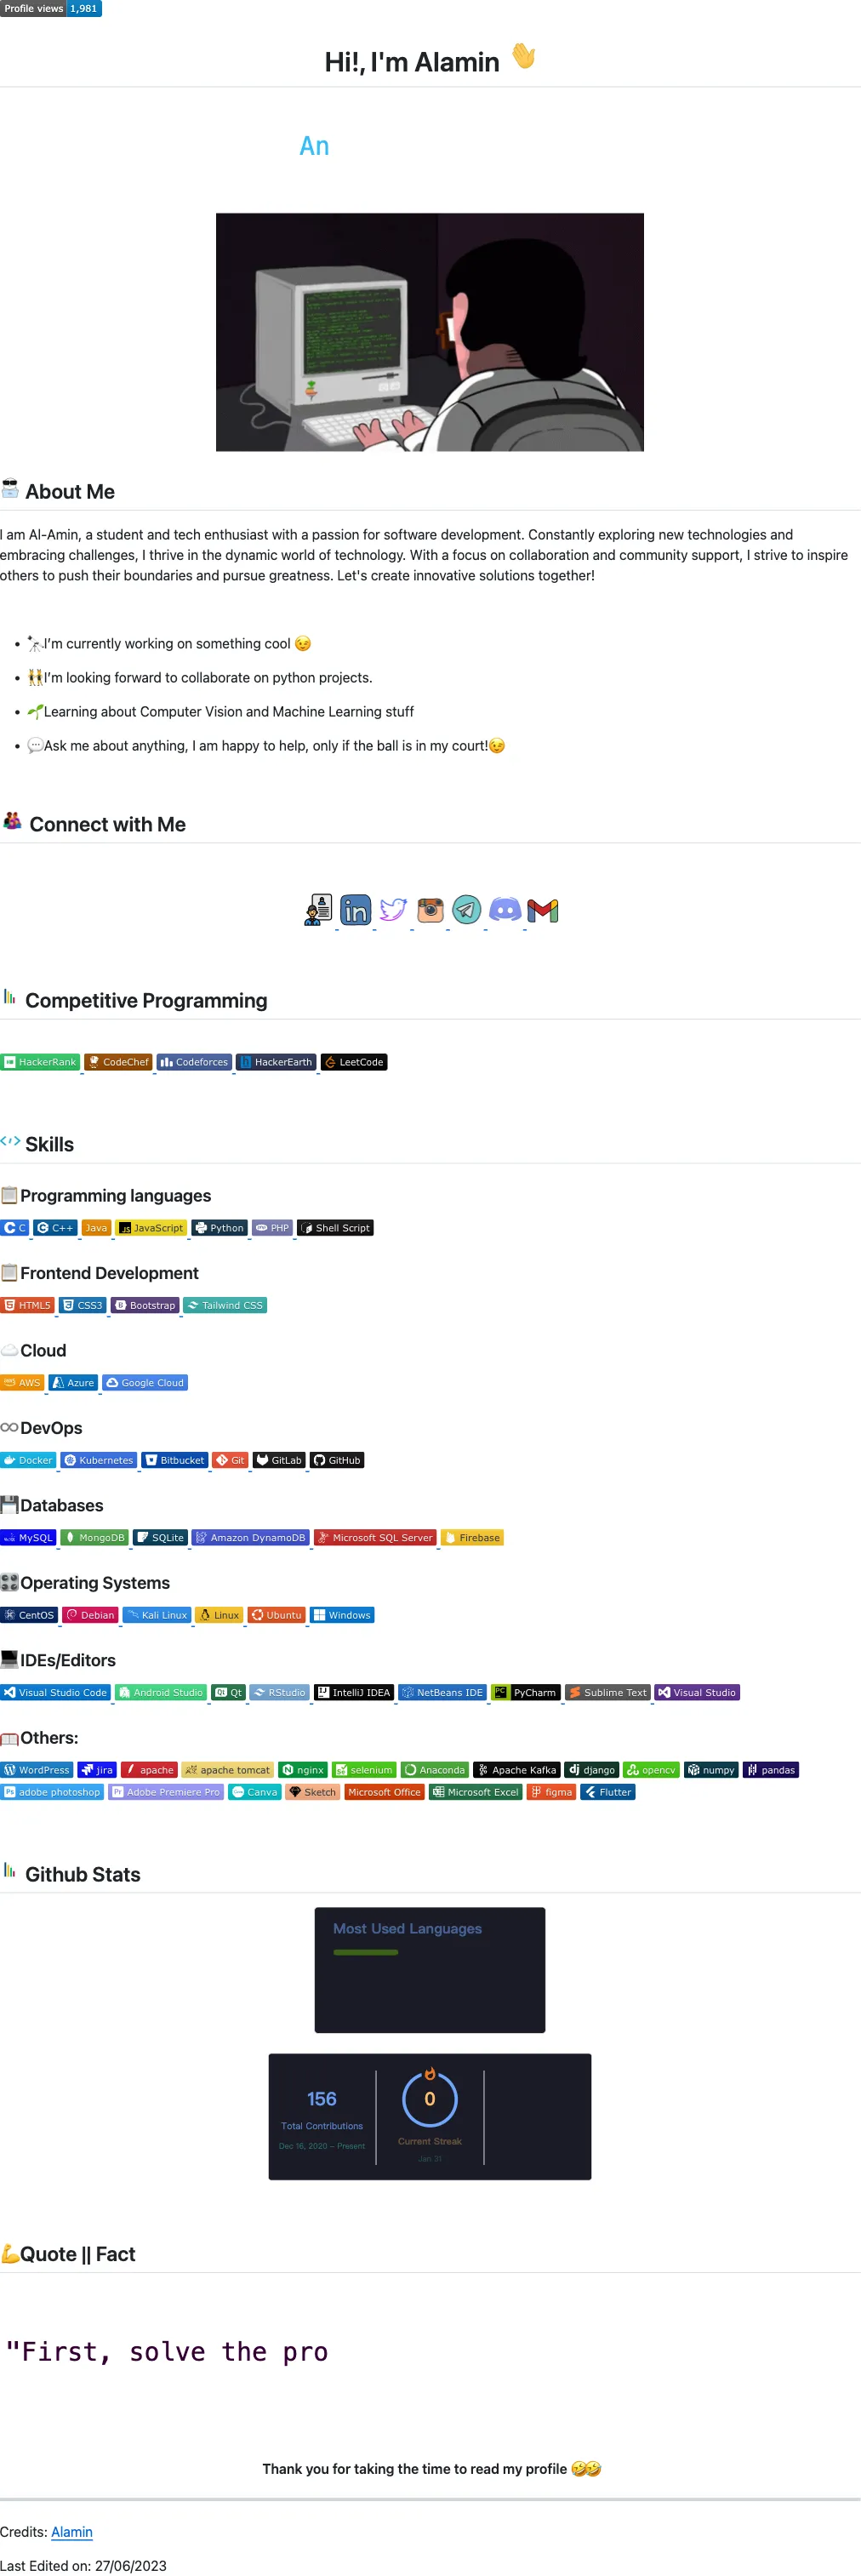 Profile views 1,981
Hi!, I'm Alamin
An
About Me
I am Al-Amin, a student and tech enthusiast with a passion for software development. Constantly exploring new technologies and
embracing challenges, I thrive in the dynamic world of technology. With a focus on collaboration and community support, I strive to inspire
others to push their boundaries and pursue greatness. Let's create innovative solutions together!
I'm currently working on something cool 😉
I'm looking forward to collaborate on python projects.
Learning about Computer Vision and Machine Learning stuff
Ask me about anything, I am happy to help, only if the ball is in my court!😉
Connect with Me
in
Competitive Programming
HackerRank CodeChef Codeforces HackerEarth LeetCode
Skills
Programming languages
C C++ Java JavaScript Python PHP Shell Script
Frontend Development
HTML5 CSS3 Bootstrap Tailwind CSS
Cloud
AWS Azure Google Cloud
DevOps
Docker Kubernetes Bitbucket Git GitLab GitHub
Databases
MySQL MongoDB SQLite Amazon DynamoDB Microsoft SQL Server Firebase
Operating Systems
CentOS Debian Kali Linux Linux Ubuntu Windows
IDEs/Editors
Visual Studio Code Android Studio Qt RStudio IntelliJ IDEA NetBeans IDE PyCharm Sublime Text Visual Studio
Others:
WordPress jira apache apache tomcat nginx selenium Anaconda Apache Kafka django opencv numpy pandas
adobe photoshop Adobe Premiere Pro Canva Sketch Microsoft Office Microsoft Excel figma Flutter
Github Stats
Most Used Languages
156
Total Contributions
Dec 16, 2020 – Present
0
Current Streak
Jan 31
Quote || Fact
"First, solve the pro
Thank you for taking the time to read my profile 🤣🤣
Credits: Alamin
Last Edited on: 27/06/2023